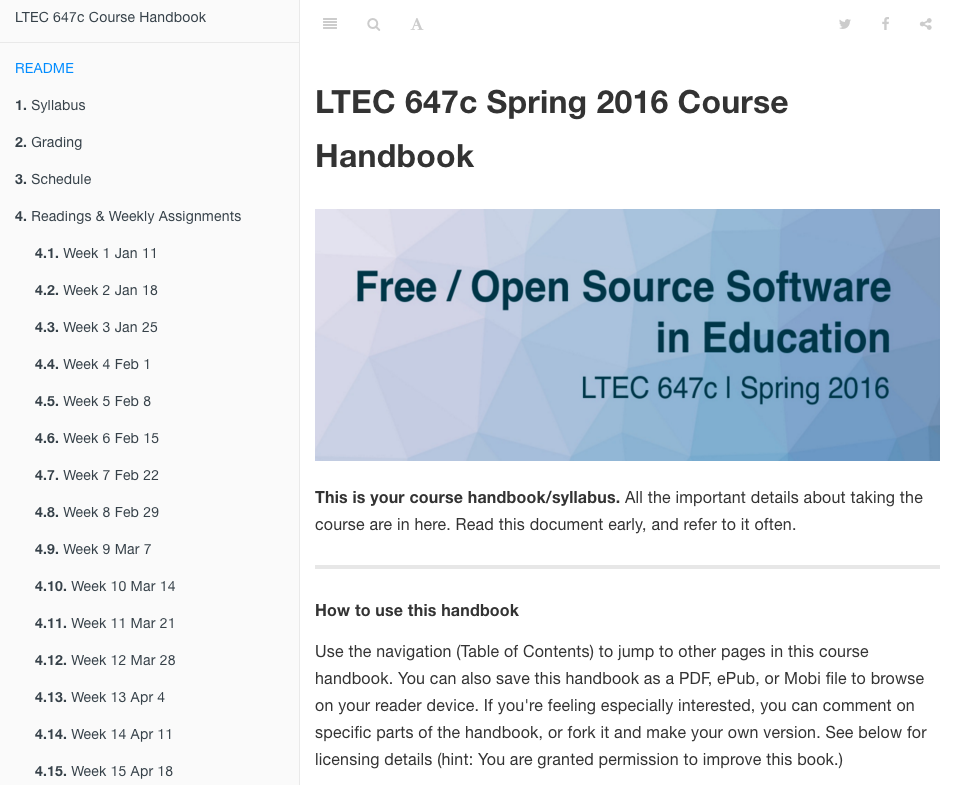 LTEC 647c Course Handbook
README
1. Syllabus
2. Grading
3. Schedule
4. Readings & Weekly Assignments
4.1. Week 1 Jan 11
4.2. Week 2 Jan 18
4.3. Week 3 Jan 25
4.4. Week 4 Feb 1
4.5. Week 5 Feb 8
4.6. Week 6 Feb 15
4.7. Week 7 Feb 22
4.8. Week 8 Feb 29
4.9. Week 9 Mar 7
4.10. Week 10 Mar 14
4.11. Week 11 Mar 21
4.12. Week 12 Mar 28
4.13. Week 13 Apr 4
4.14. Week 14 Apr 11
4.15. Week 15 Apr 18
A
LTEC 647c Spring 2016 Course
Handbook
Free / Open Source Software
in Education
LTEC 647c | Spring 2016
This is your course handbook/syllabus. All the important details about taking the
course are in here. Read this document early, and refer to it often.
How to use this handbook
Use the navigation (Table of Contents) to jump to other pages in this course
handbook. You can also save this handbook as a PDF, ePub, or Mobi file to browse
on your reader device. If you're feeling especially interested, you can comment on
specific parts of the handbook, or fork it and make your own version. See below for
licensing details (hint: You are granted permission to improve this book.)